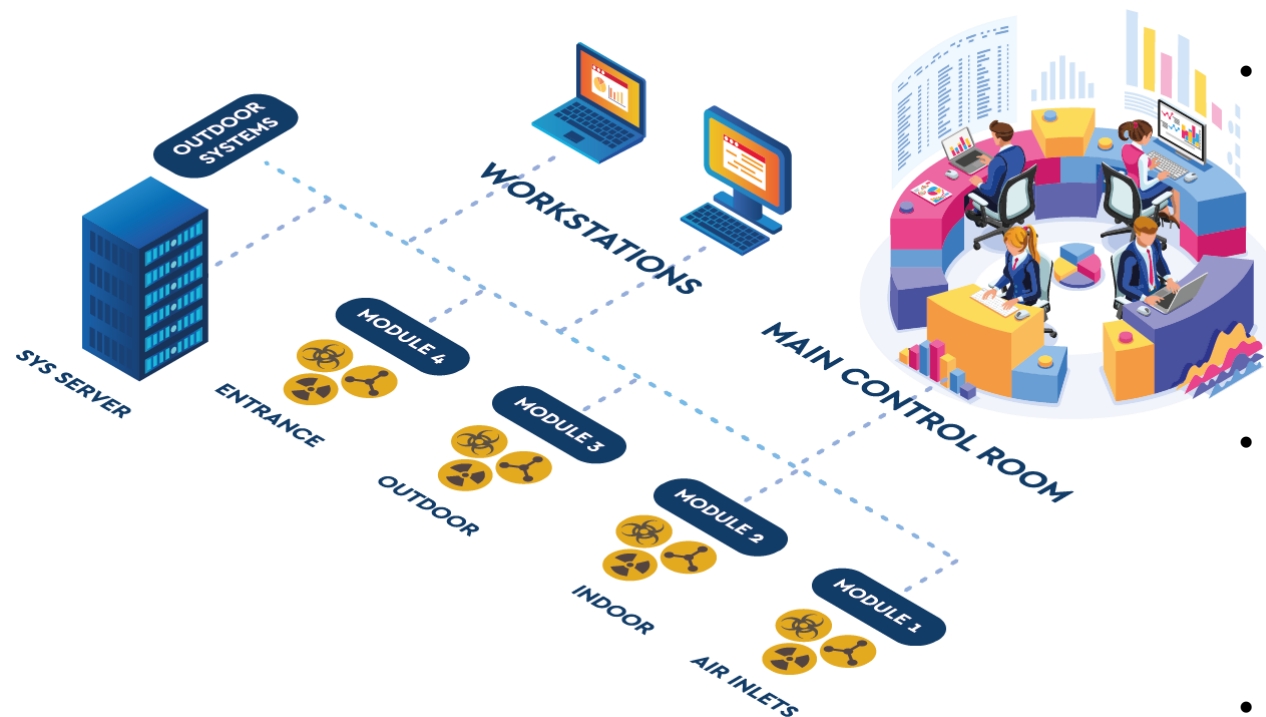 OUTDOOR
SYSTEMS
WORKSTATIONS
SYS SERVER
MODULE 4
ENTRANCE
MAIN CONTROL ROOM
MODULE 3
OUTDOOR
MODULE 2
INDOOR
MODULE 1
AIR INLETS